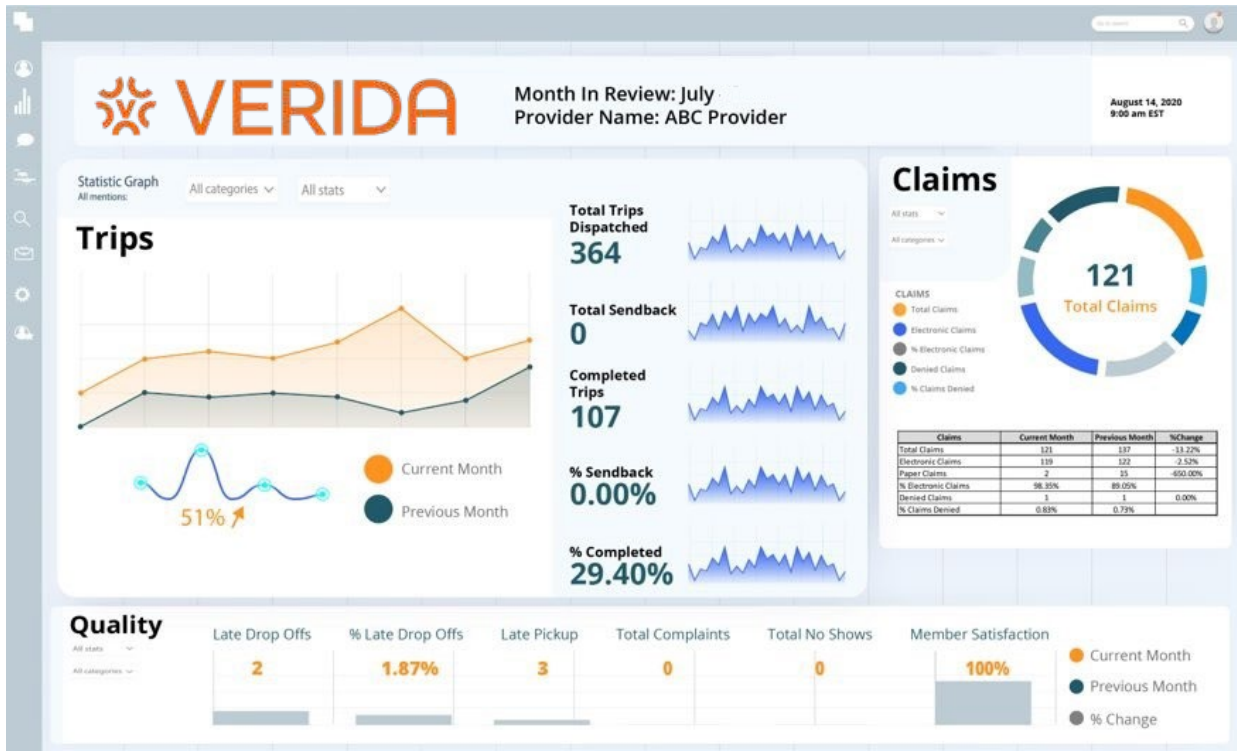 Go to search
VERIDA
Month In Review: July
Provider Name: ABC Provider
August 14, 2020
9:00 am EST
Statistic Graph
All mentions:
All categories
All stats
Trips
51%
Current Month
Previous Month
Total Trips
Dispatched
364
Total Sendback
0
Completed
Trips
107
% Sendback
0.00%
% Completed
29.40%
Claims
All stats
All categories
CLAIMS
Total Claims
Electronic Claims
% Electronic Claims
Denied Claims
% Claims Denied
121
Total Claims
Claims Current Month Previous Month %Change
Total Claims 121 137 -13.22%
Electronic Claims 119 122 -2.52%
Paper Claims 2 15 -650.00%
% Electronic Claims 98.35% 89.05%
Denied Claims 1 1 0.00%
% Claims Denied 0.83% 0.73%
Quality
All stats
All categories
Late Drop Offs % Late Drop Offs Late Pickup Total Complaints Total No Shows Member Satisfaction
2 1.87% 3 0 0 100%
Current Month
Previous Month
% Change